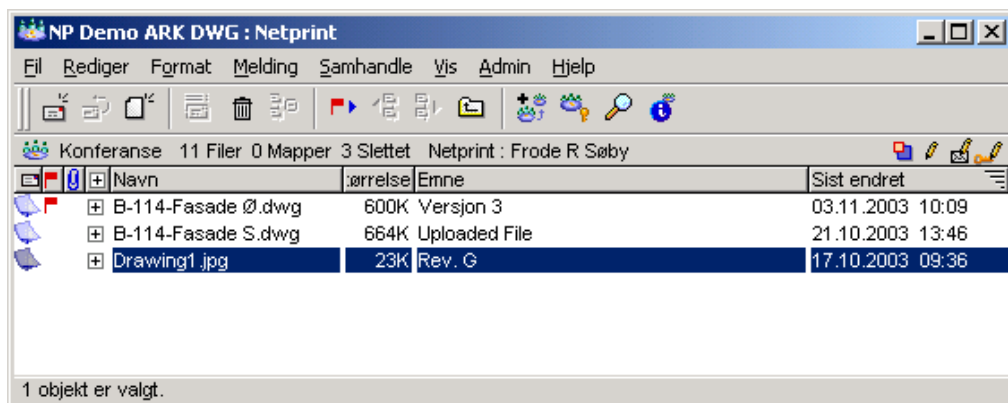 NP Demo ARK DWG : Netprint
Fil Rediger Format Melding Samhandle Vis Admin Hjelp
Konferanse 11 Filer 0 Mapper 3 Slettet Netprint : Frode R Søby
Navn :ørrelse Emne Sist endret
B-114-Fasade Ø.dwg 600K Versjon 3 03.11.2003 10:09
B-114-Fasade S.dwg 664K Uploaded File 21.10.2003 13:46
Drawing1.jpg 23K Rev. G 17.10.2003 09:36
1 objekt er valgt.